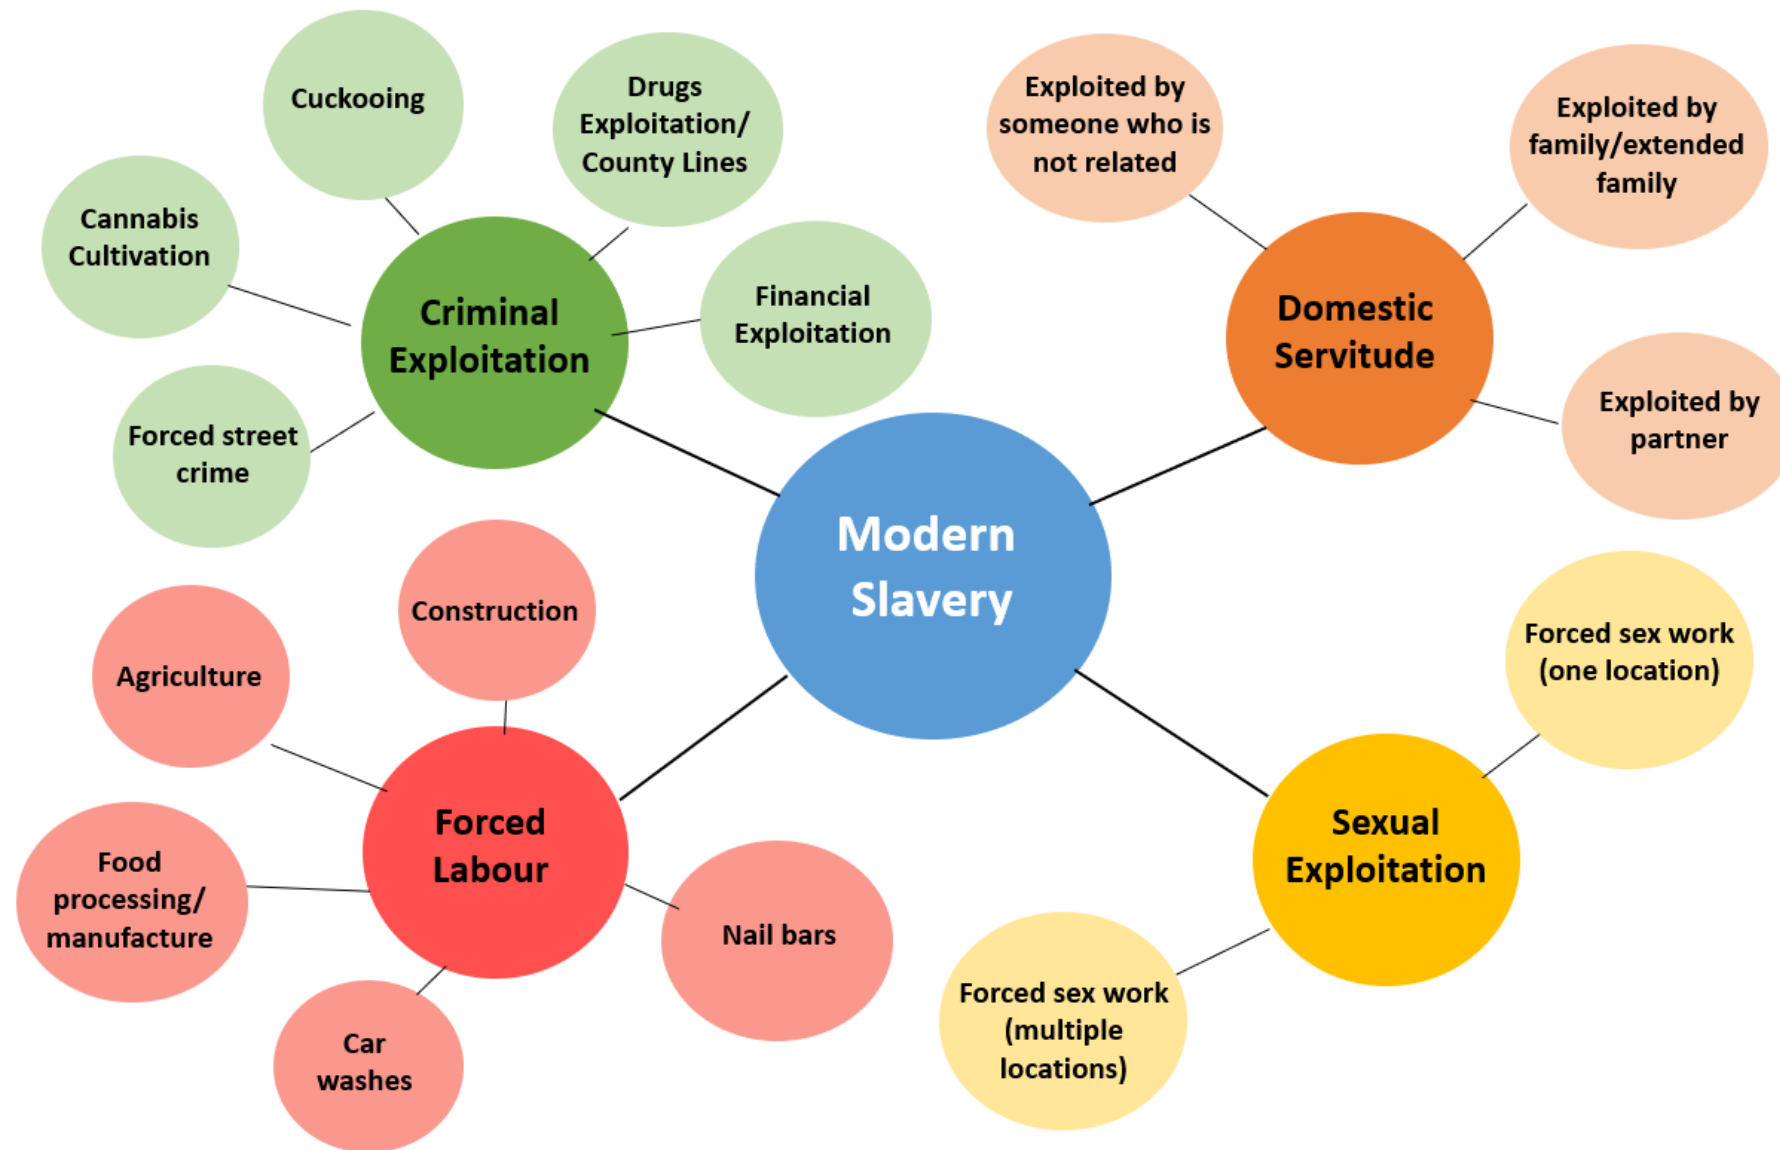 Cuckooing
Drugs
Exploitation/
County Lines
Cannabis
Cultivation
Financial
Exploitation
Criminal
Exploitation
Forced street
crime
Exploited by
someone who is
not related
Exploited by
family/extended
family
Domestic
Servitude
Exploited by
partner
Modern
Slavery
Construction
Agriculture
Forced
Labour
Food
processing/
manufacture
Nail bars
Car
washes
Forced sex work
(one location)
Sexual
Exploitation
Forced sex work
(multiple
locations)